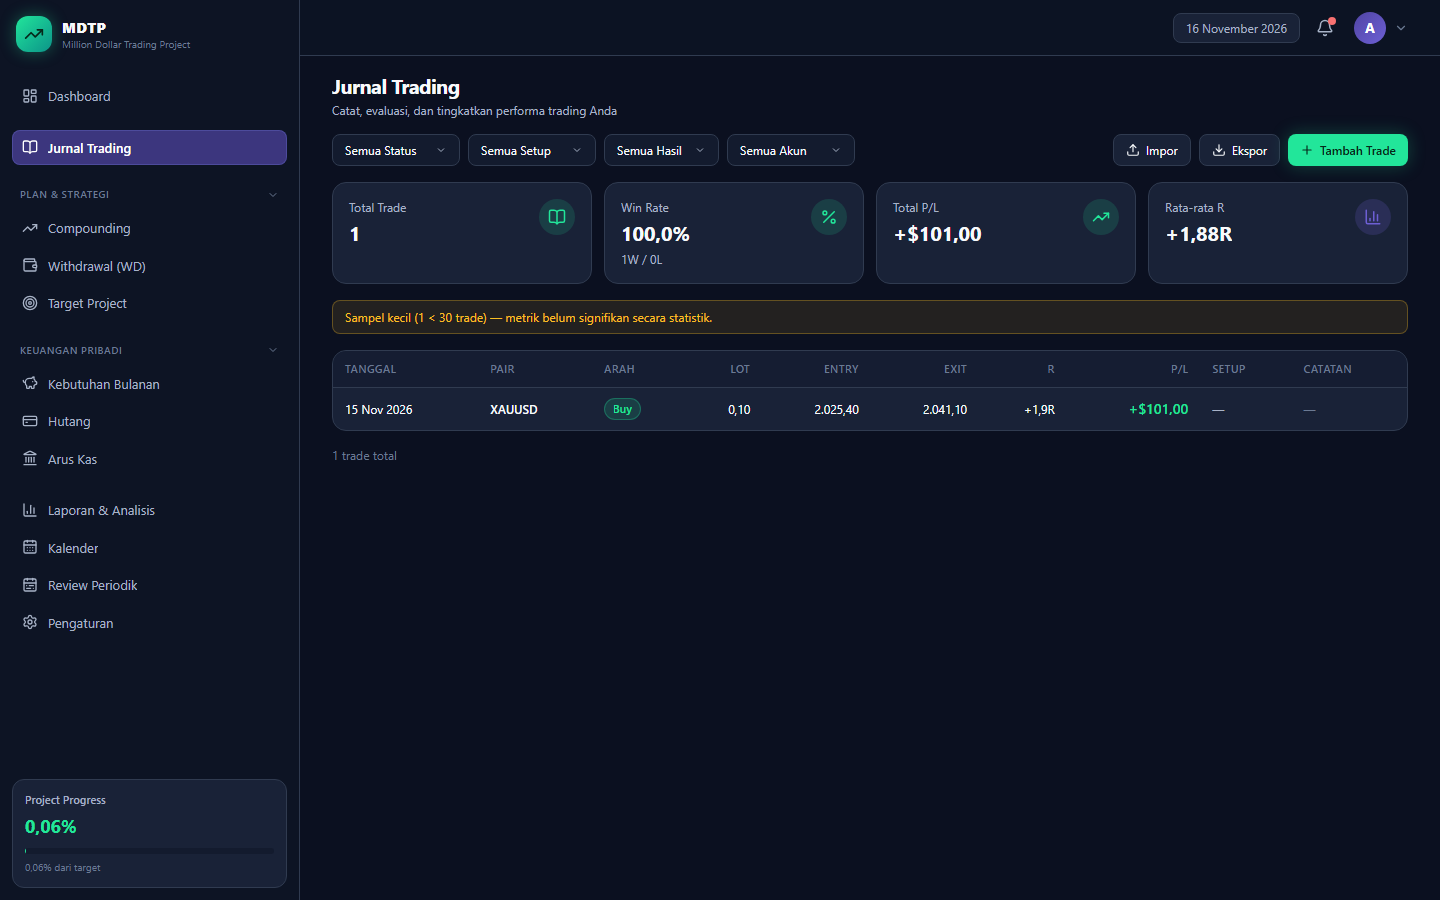 MDTP
Million Dollar Trading Project
16 November 2026
A
Dashboard
Jurnal Trading
PLAN & STRATEGI
Compounding
Withdrawal (WD)
Target Project
KEUANGAN PRIBADI
Kebutuhan Bulanan
Hutang
Arus Kas
Laporan & Analisis
Kalender
Review Periodik
Pengaturan
Project Progress
0,06%
0,06% dari target
Jurnal Trading
Catat, evaluasi, dan tingkatkan performa trading Anda
Semua Status Semua Setup Semua Hasil Semua Akun Impor Ekspor + Tambah Trade
Total Trade
1
Win Rate
100,0%
1W / 0L
Total P/L
+$101,00
Rata-rata R
+1,88R
Sampel kecil (1 < 30 trade) — metrik belum signifikan secara statistik.
TANGGAL PAIR ARAH LOT ENTRY EXIT R P/L SETUP CATATAN
15 Nov 2026 XAUUSD Buy 0,10 2.025,40 2.041,10 +1,9R +$101,00 — —
1 trade total